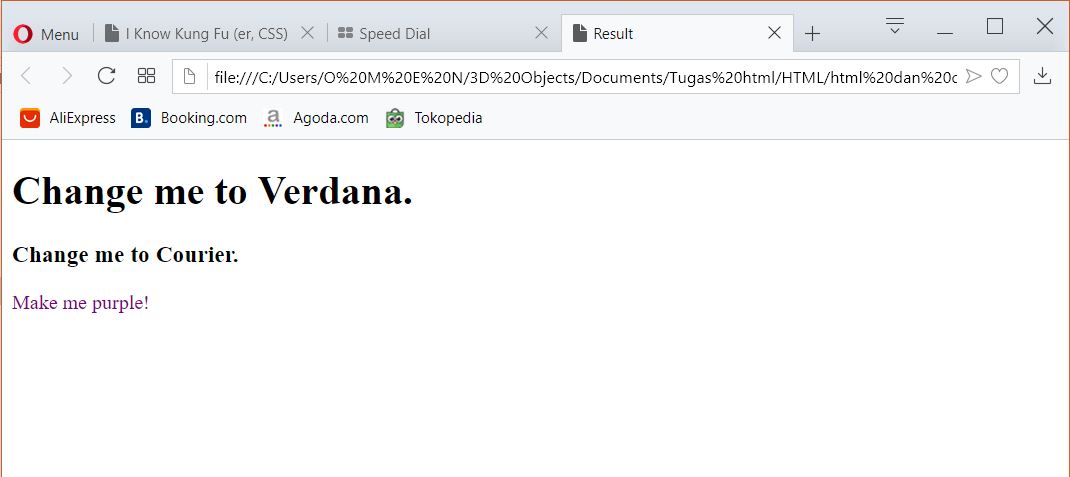 Menu I Know Kung Fu (er, CSS) Speed Dial Result
file:///C:/Users/O%20M%20E%20N/3D%20Objects/Documents/Tugas%20html/HTML/html%20dan%20c
AliExpress B. Booking.com a Agoda.com Tokopedia
Change me to Verdana.
Change me to Courier.
Make me purple!